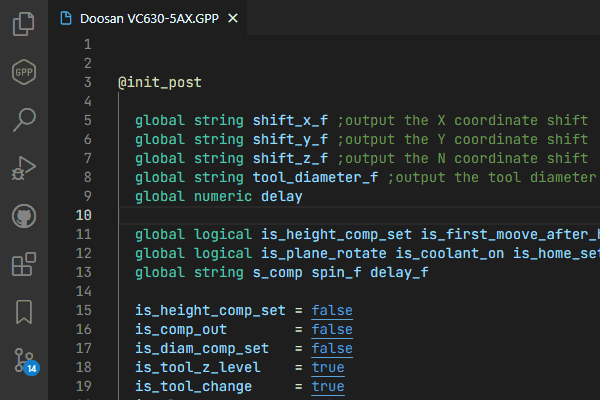 Doosan VC630-5AX.GPP ×
GPP
1
2
3 @init_post
4
5 global string shift_x_f ;output the X coordinate shift
6 global string shift_y_f ;output the Y coordinate shift
7 global string shift_z_f ;output the N coordinate shift
8 global string tool_diameter_f ;output the tool diameter
9 global numeric delay
10
11 global logical is_height_comp_set is_first_moove_after_
12 global logical is_plane_rotate is_coolant_on is_home_set
13 global string s_comp spin_f delay_f
14
15 is_height_comp_set = false
16 is_comp_out = false
17 is_diam_comp_set = false
18 is_tool_z_level = true
19 is_tool_change = true
14